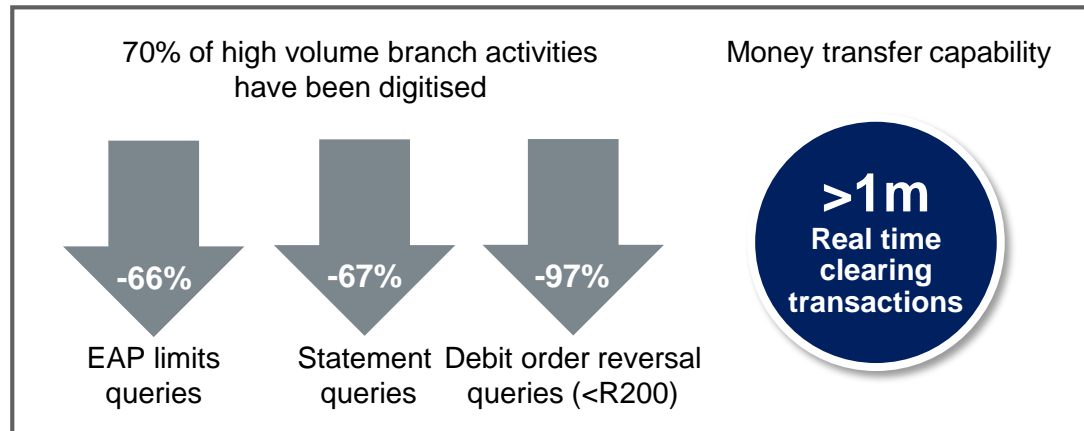 70% of high volume branch activities
have been digitised
Money transfer capability
-66%
-67%
-97%
EAP limits
queries
Statement
queries
Debit order reversal
queries (<R200)
>1m
Real time
clearing
transactions